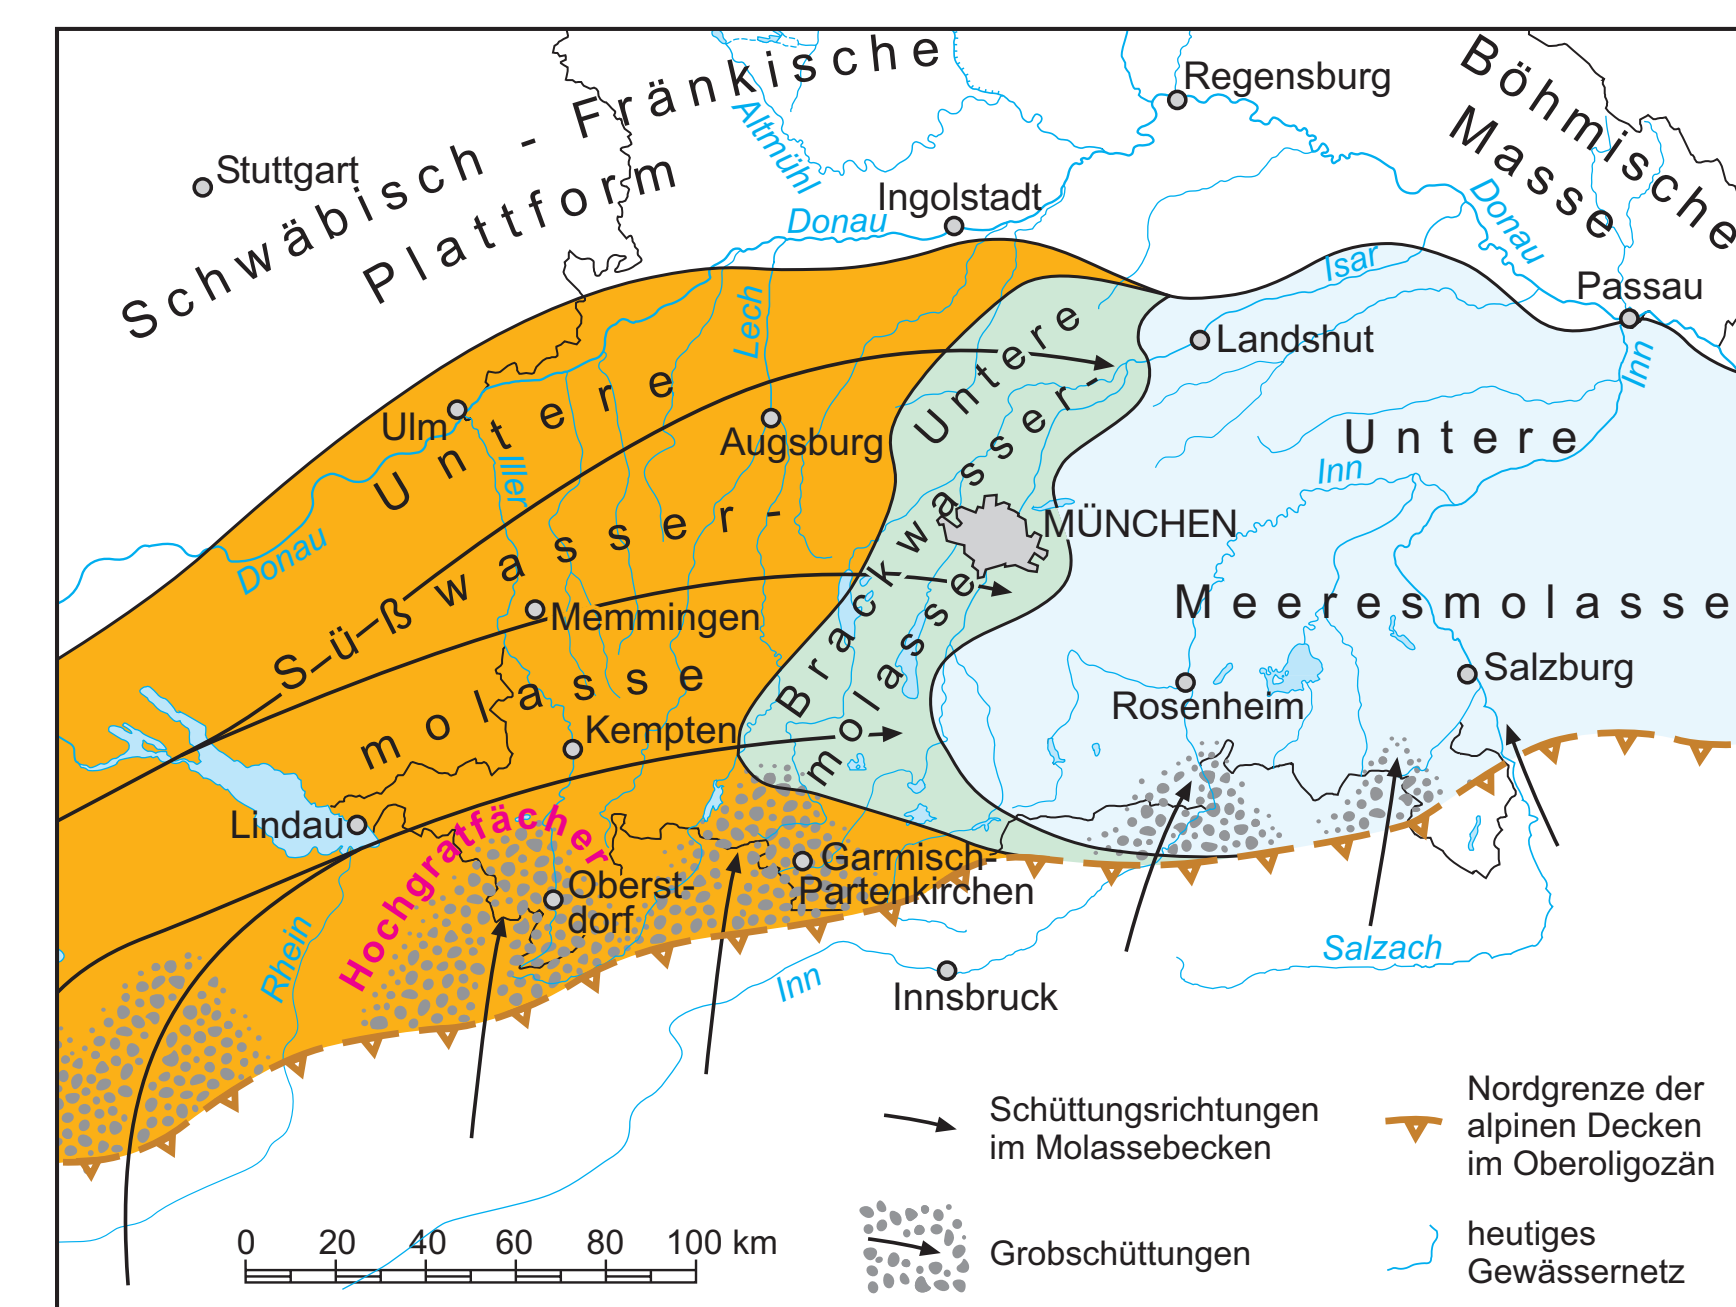 Schwäbisch - Fränkische
Plattform
Böhmische
Masse
Stuttgart
Regensburg
Altmühl
Ingolstadt
Donau
Donau
Passau
Isar
Lech
Landshut
Inn
Ulm
Augsburg
Iller
Donau
Untere
Süßwasser-
molasse
Untere
Brackwasser-
molasse
Untere
Meeresmolasse
Inn
MÜNCHEN
Memmingen
Kempten
Rosenheim
Salzburg
Lindau
Hochgratfächer
Oberst-
dorf
Garmisch-
Partenkirchen
Rhein
Inn
Innsbruck
Salzach
Schüttungsrichtungen
im Molassebecken
Nordgrenze der
alpinen Decken
im Oberoligozän
Grobschüttungen
heutiges
Gewässernetz
0 20 40 60 80 100 km